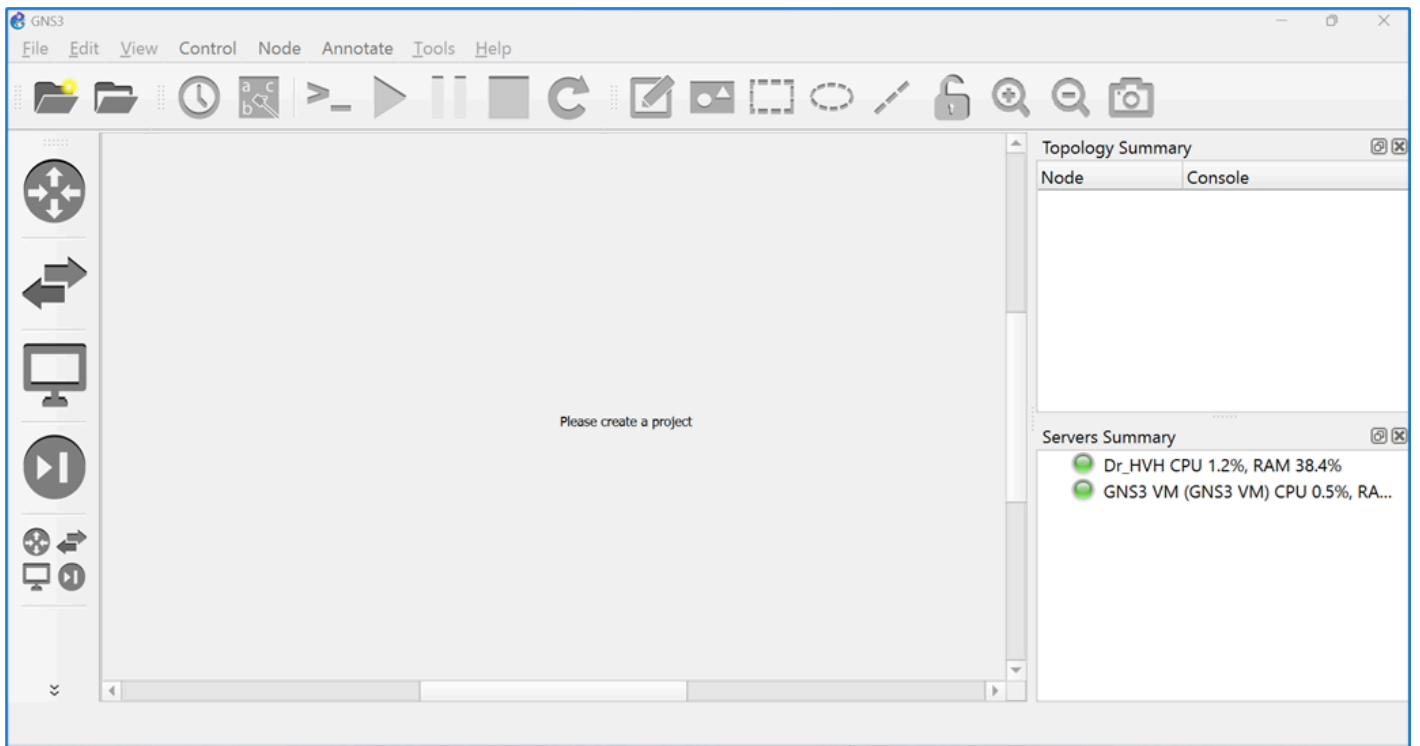 GNS3
File Edit View Control Node Annotate Tools Help
a c
b
>_
Topology Summary
Node Console
Please create a project
Servers Summary
Dr_HVH CPU 1.2%, RAM 38.4%
GNS3 VM (GNS3 VM) CPU 0.5%, RA...